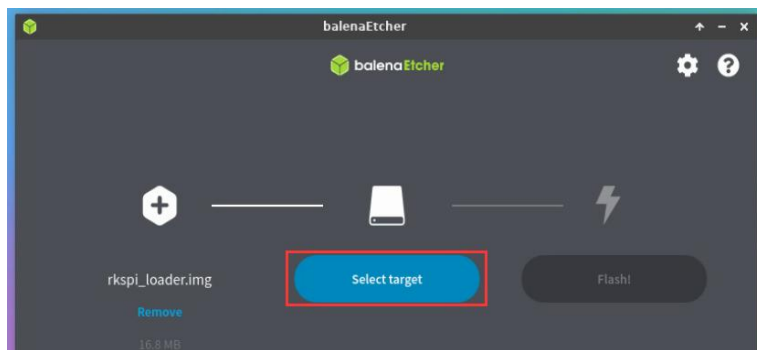 balenaEtcher
balenaEtcher
rkspi_loader.img
Select target
Flash!
Remove
16.8 MB